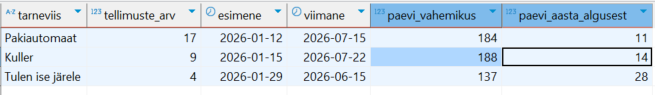 A-Z tarneviis 123 tellimuste_arv esimene viimane 123 paevi_vahemikus 123 paevi_aasta_algusest
Pakiautomaat 17 2026-01-12 2026-07-15 184 11
Kuller 9 2026-01-15 2026-07-22 188 14
Tulen ise järele 4 2026-01-29 2026-06-15 137 28